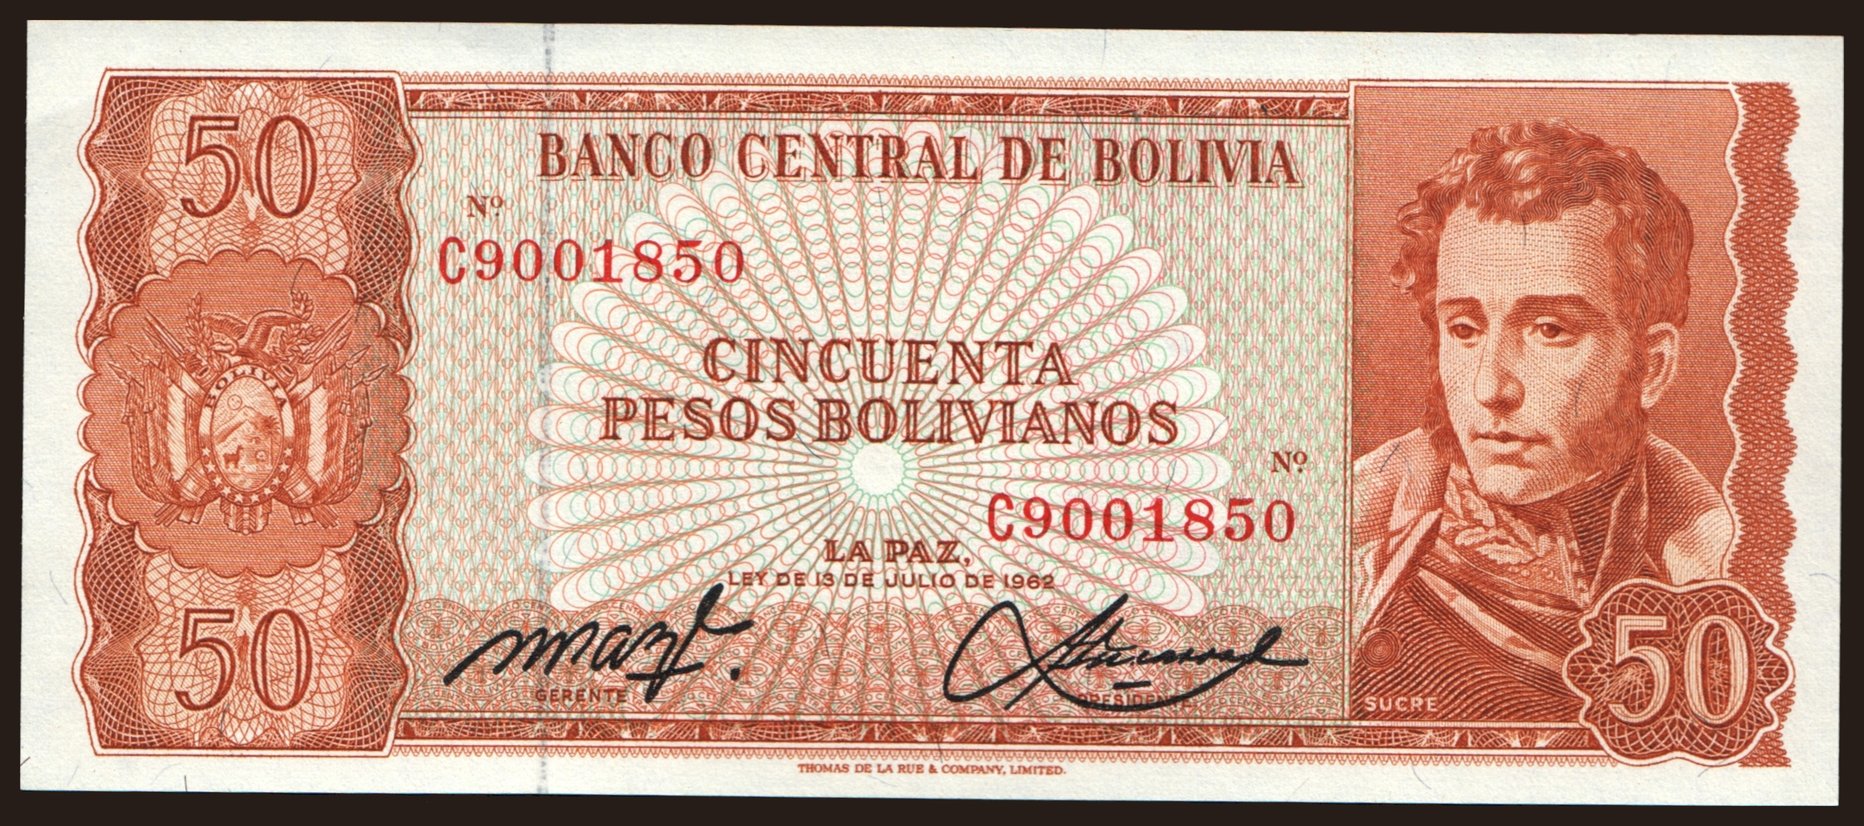 50
BANCO CENTRAL DE BOLIVIA
Nº
C9001850
BOLIVIA
CINCUENTA
PESOS BOLIVIANOS
Nº
C9001850
LA PAZ,
LEY DE 13 DE JULIO DE 1962
50
GERENTE
PRESIDENTE
SUCRE
50
THOMAS DE LA RUE & COMPANY, LIMITED.